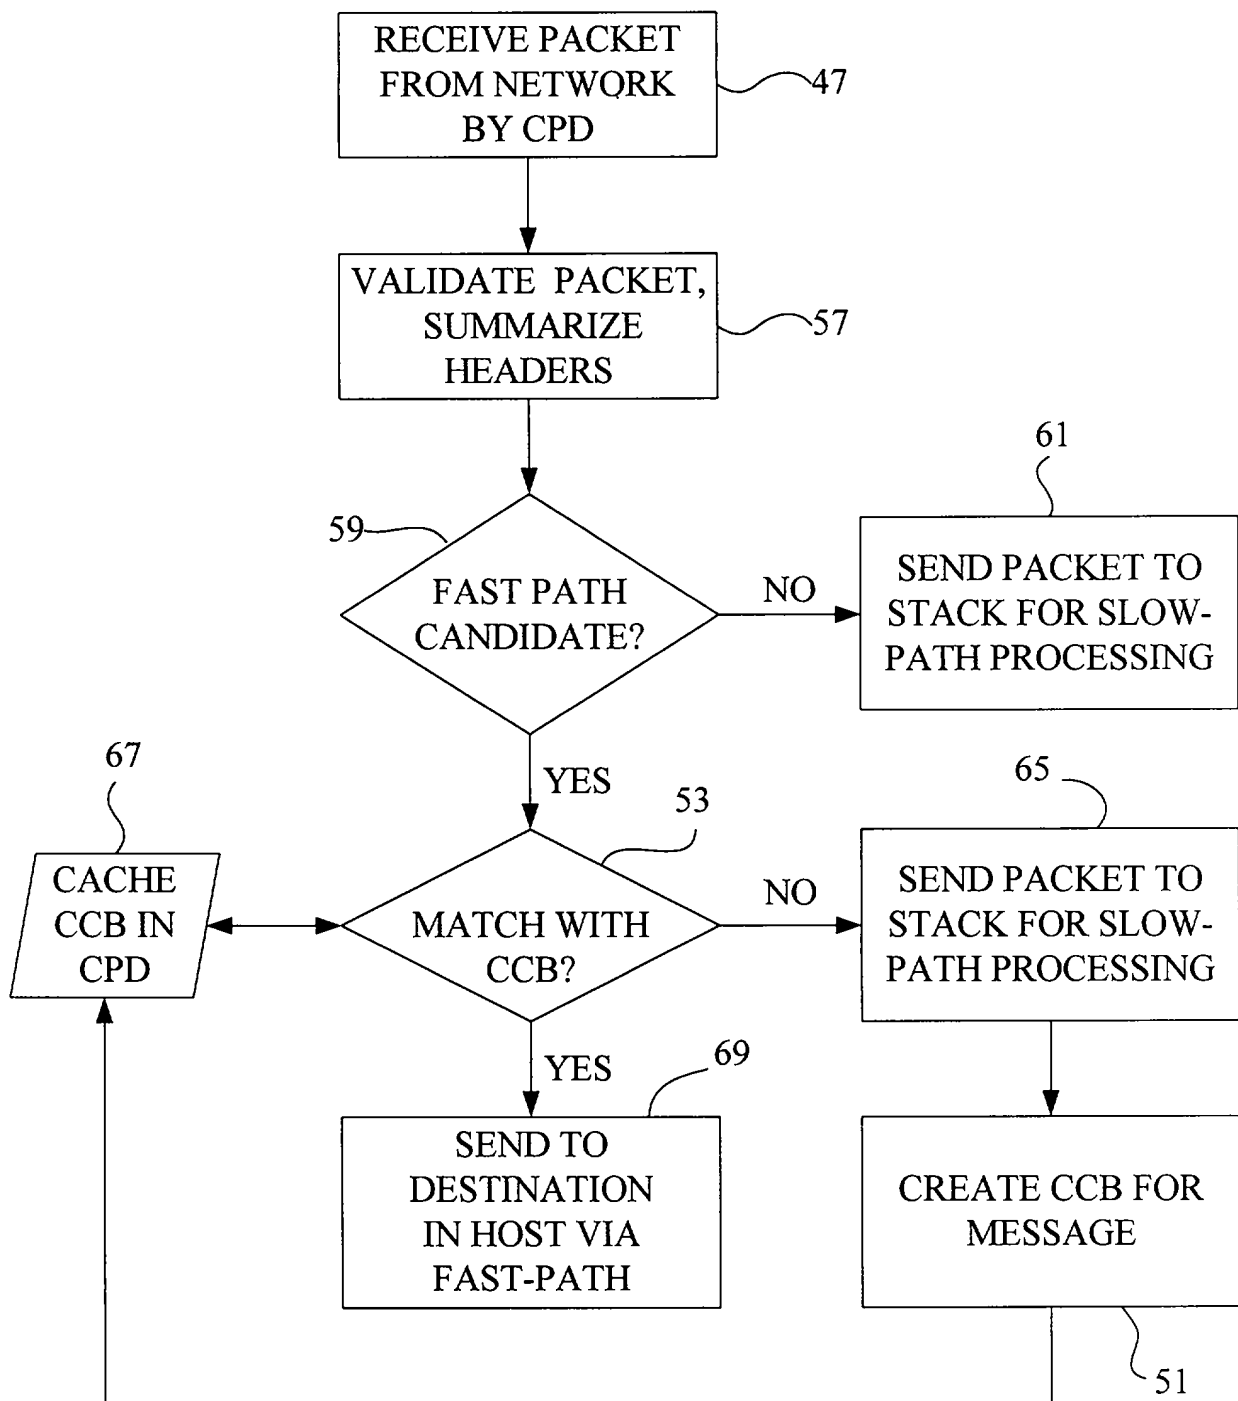 RECEIVE PACKET
FROM NETWORK
BY CPD
47
VALIDATE PACKET,
SUMMARIZE
HEADERS
57
59
FAST PATH
CANDIDATE?
NO
61
SEND PACKET TO
STACK FOR SLOW-
PATH PROCESSING
YES
67
CACHE
CCB IN
CPD
53
MATCH WITH
CCB?
NO
65
SEND PACKET TO
STACK FOR SLOW-
PATH PROCESSING
YES
69
SEND TO
DESTINATION
IN HOST VIA
FAST-PATH
CREATE CCB FOR
MESSAGE
51